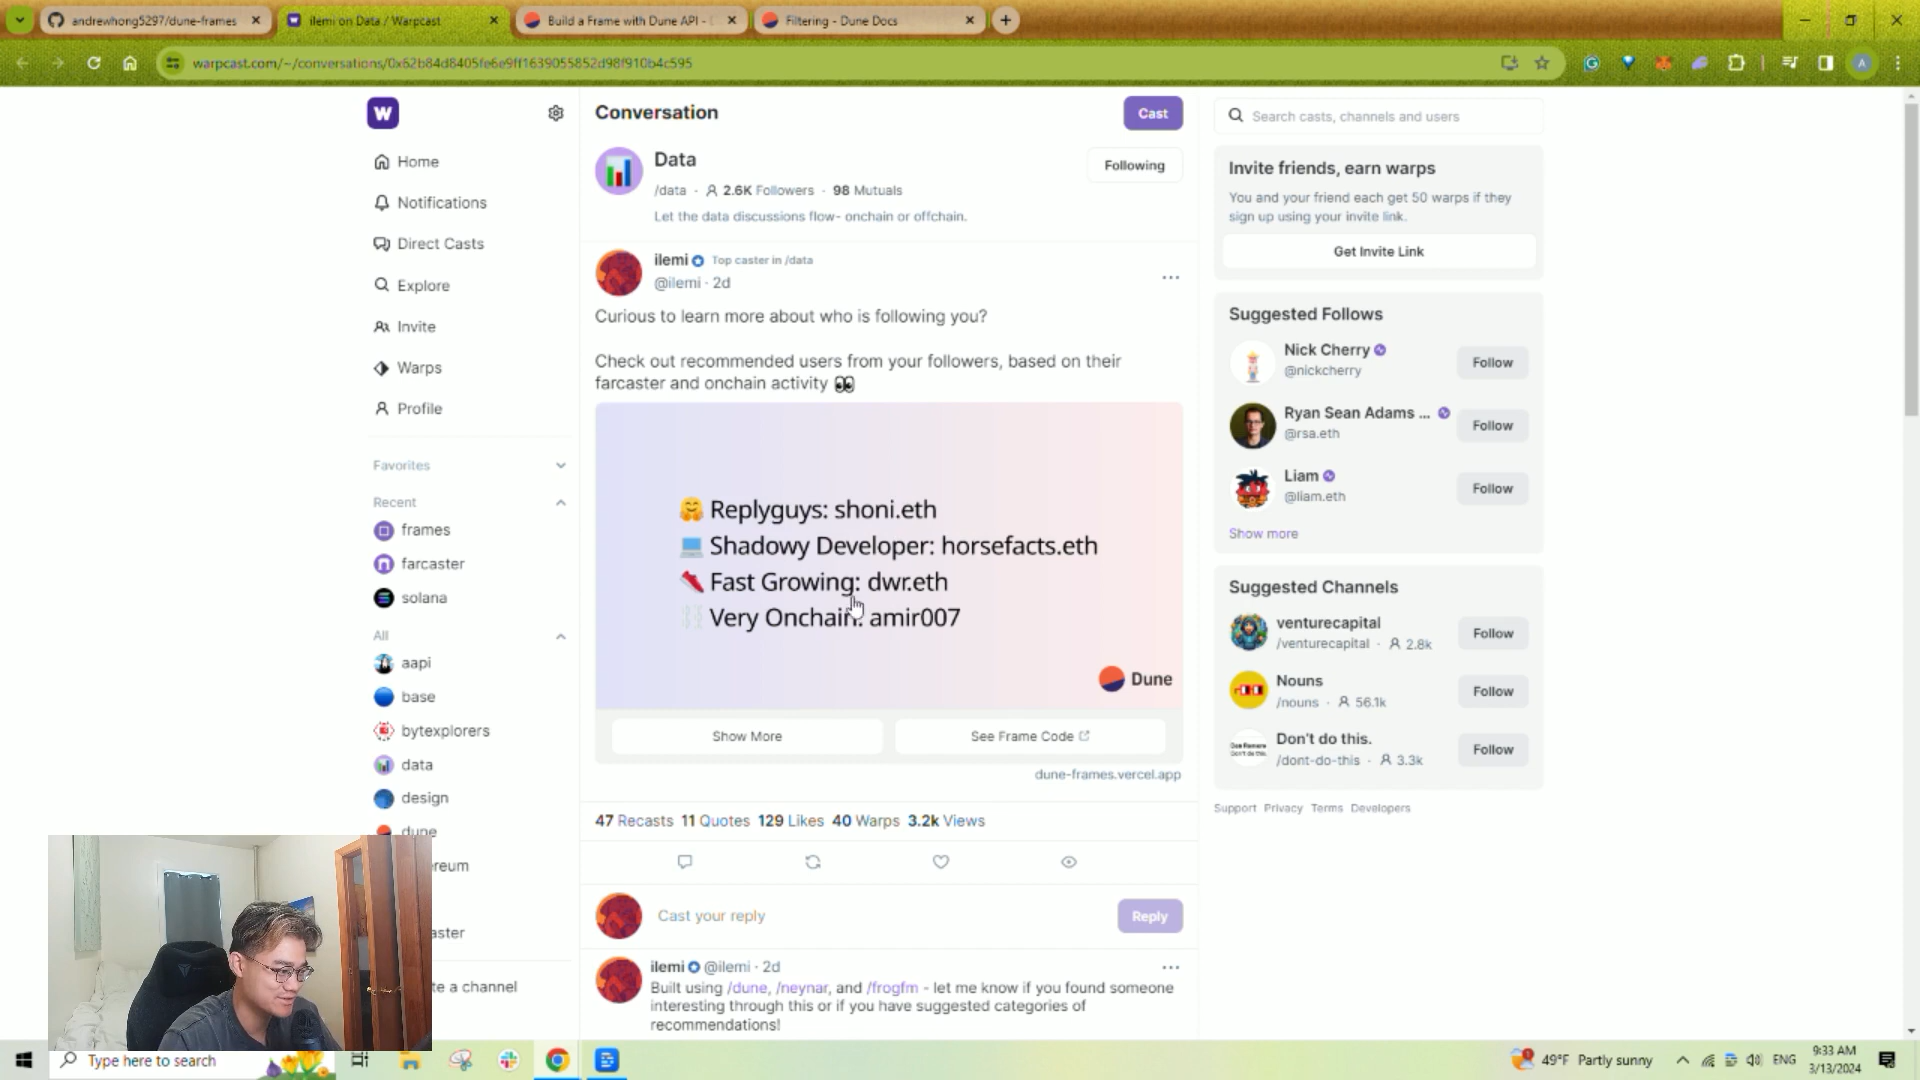 andrewhong5297/dune-frames
ilemi on Data / Warpcast
Build a Frame with Dune API -
Filtering - Dune Docs
warpcast.com/~/conversations/0x62b84d8405fe6e9ff1639055852d98f910b4c595
A
W
Home
Notifications
Direct Casts
Explore
Invite
Warps
Profile
Favorites
Recent
frames
farcaster
solana
All
aapi
base
bytexplorers
data
design
dune
ereum
aster
te a channel
Conversation
Cast
Data
Following
/data · 2.6K Followers · 98 Mutuals
Let the data discussions flow- onchain or offchain.
ilemi Top caster in /data
@ilemi · 2d
Curious to learn more about who is following you?
Check out recommended users from your followers, based on their
farcaster and onchain activity 👀
🤗 Replyguys: shoni.eth
💻 Shadowy Developer: horsefacts.eth
Fast Growing: dwr.eth
⛓ Very Onchain: amir007
Dune
Show More
See Frame Code
dune-frames.vercel.app
47 Recasts 11 Quotes 129 Likes 40 Warps 3.2k Views
Cast your reply
Reply
ilemi @ilemi · 2d
Built using /dune, /neynar, and /frogfm - let me know if you found someone
interesting through this or if you have suggested categories of
recommendations!
Search casts, channels and users
Invite friends, earn warps
You and your friend each get 50 warps if they
sign up using your invite link.
Get Invite Link
Suggested Follows
Nick Cherry
@nickcherry
Follow
Ryan Sean Adams ...
@rsa.eth
Follow
Liam
@liam.eth
Follow
Show more
Suggested Channels
venturecapital
/venturecapital · 2.8k
Follow
Nouns
/nouns · 56.1k
Follow
Don't do this.
/dont-do-this · 3.3k
Follow
Support Privacy Terms Developers
Type here to search
49°F Partly sunny
ENG
9:33 AM
3/13/2024